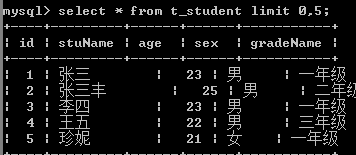 mysql> select * from t_student limit 0,5;
+----+---------+------+------+-----------+
| id | stuName | age | sex | gradeName |
+----+---------+------+------+-----------+
| 1 | 张三 | 23 | 男 | 一年级
| 2 | 张三丰 | 25 | 男 | 二年级
| 3 | 李四 | 23 | 男 | 一年级
| 4 | 王五 | 22 | 男 | 三年级
| 5 | 珍妮 | 21 | 女 | 一年级